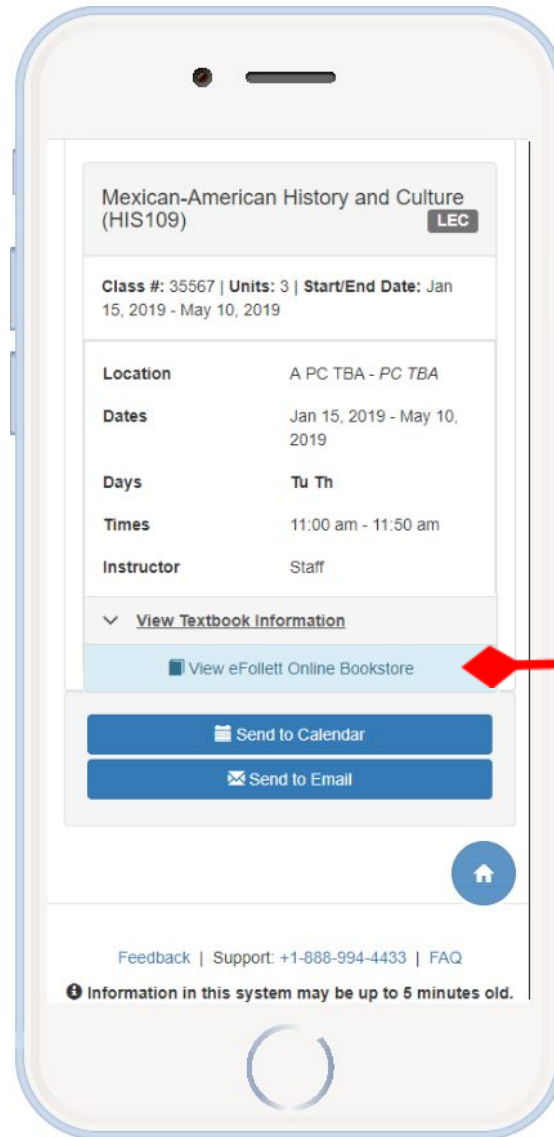 Mexican-American History and Culture
(HIS109) LEC
Class #: 35567 | Units: 3 | Start/End Date: Jan
15, 2019 - May 10, 2019
Location A PC TBA - PC TBA
Dates Jan 15, 2019 - May 10,
2019
Days Tu Th
Times 11:00 am - 11:50 am
Instructor Staff
View Textbook Information
View eFollett Online Bookstore
Send to Calendar
Send to Email
Feedback | Support: +1-888-994-4433 | FAQ
Information in this system may be up to 5 minutes old.